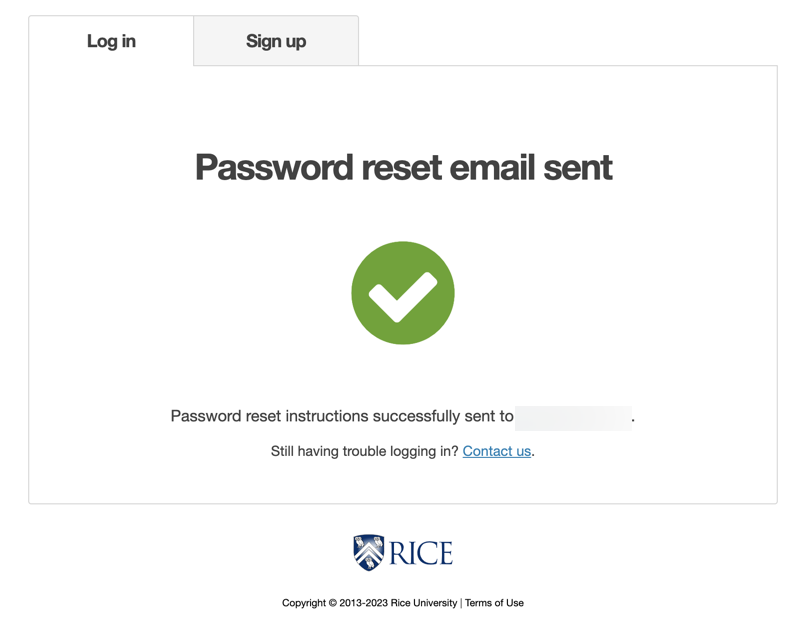 Log in
Sign up
Password reset email sent
Password reset instructions successfully sent to .
Still having trouble logging in? Contact us.
RICE
Copyright © 2013-2023 Rice University | Terms of Use